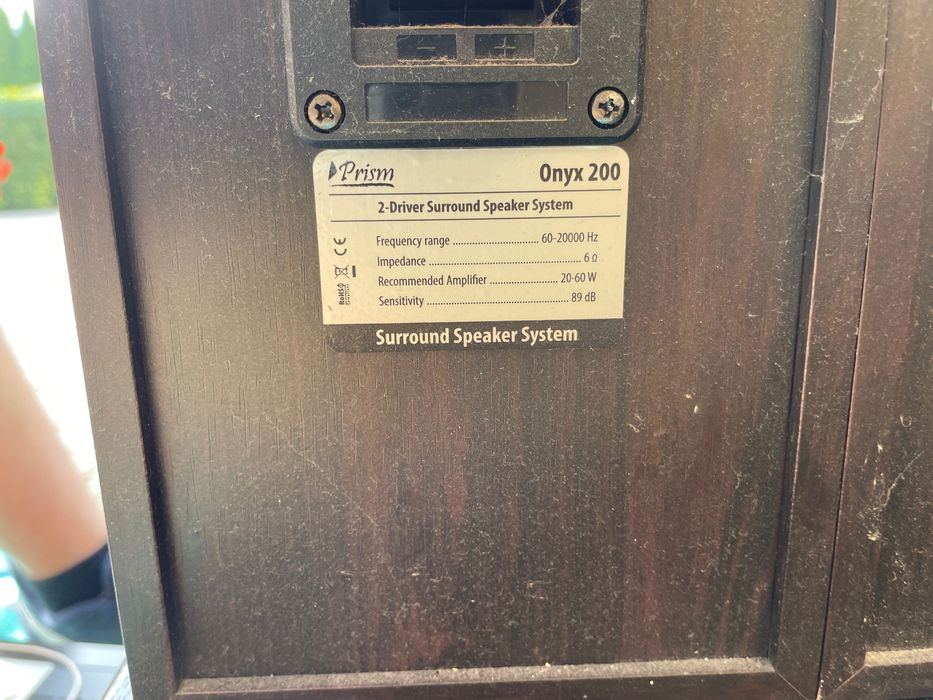 - +
Prism Onyx 200
2-Driver Surround Speaker System
Frequency range .............................. 60-20000 Hz
Impedance ..................................................... 6 Ω
Recommended Amplifier ....................... 20-60 W
Sensitivity .................................................. 89 dB
CE
RoHS
Surround Speaker System